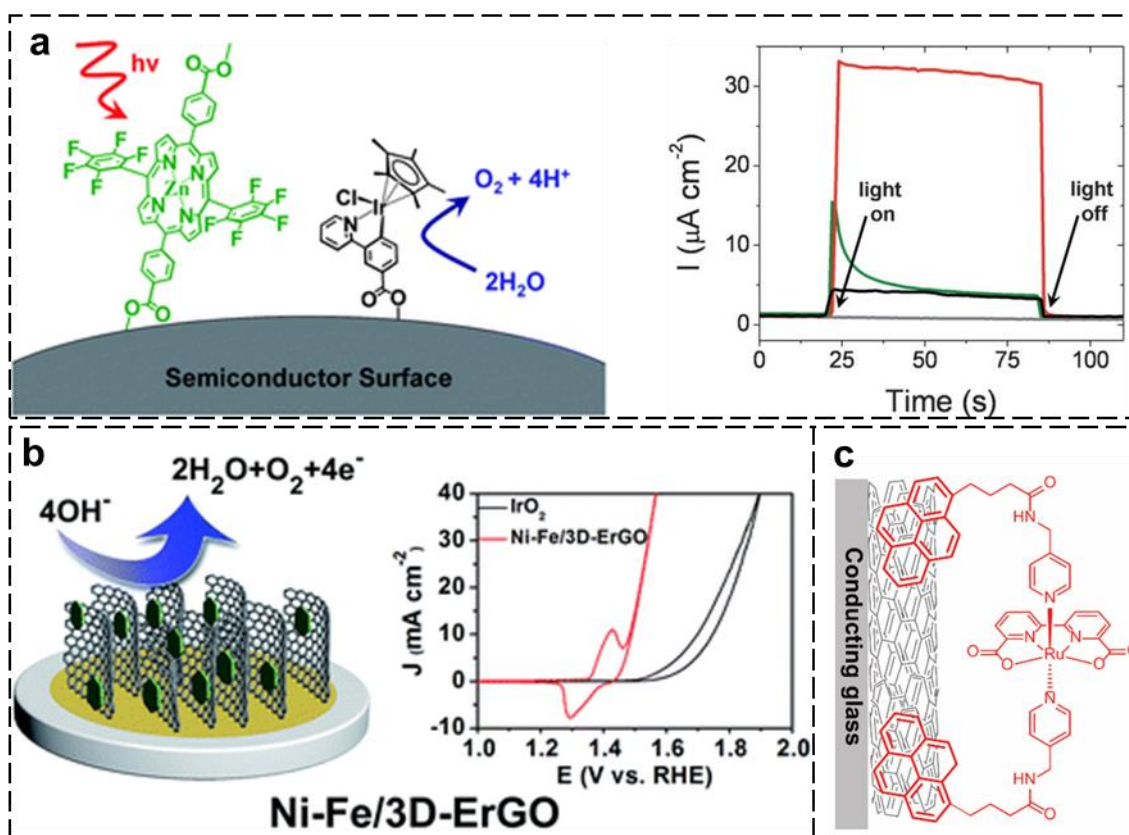 a
hν
O
O
F
F
F
F
F
N
N
Zn
N
N
F
F
F
F
F
O
O
Cl
Ir
N
O
O
O₂ + 4H⁺
2H₂O
Semiconductor Surface
I (μA cm⁻²)
30
20
10
0
light on
light off
0
25
50
75
100
Time (s)
b
2H₂O+O₂+4e⁻
4OH⁻
J (mA cm⁻²)
40
30
20
10
0
-10
IrO₂
Ni-Fe/3D-ErGO
1.0
1.2
1.4
1.6
1.8
2.0
E (V vs. RHE)
Ni-Fe/3D-ErGO
c
Conducting glass
O
HN
N
N
N
Ru
O
O
O
O
N
HN
O